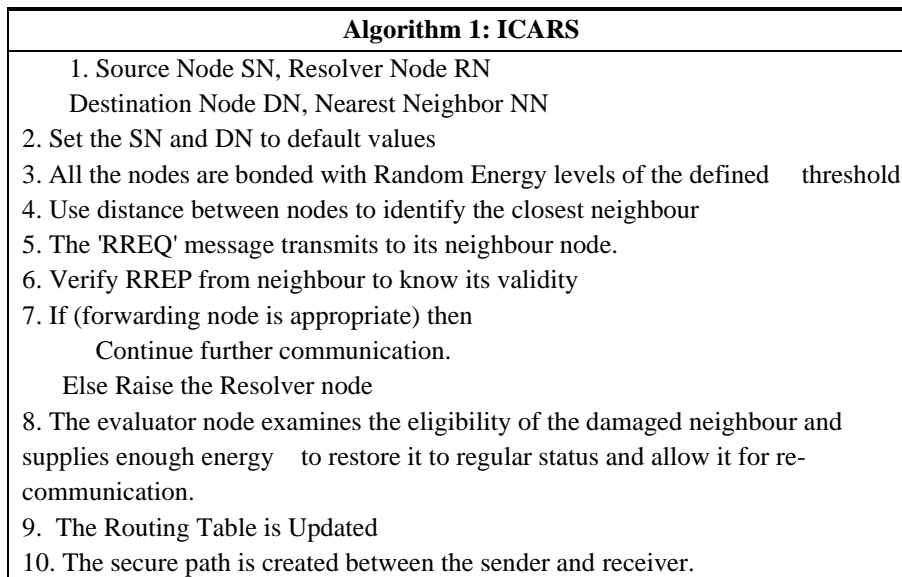 Algorithm 1: ICARS
1. Source Node SN, Resolver Node RN
Destination Node DN, Nearest Neighbor NN
2. Set the SN and DN to default values
3. All the nodes are bonded with Random Energy levels of the defined threshold
4. Use distance between nodes to identify the closest neighbour
5. The 'RREQ' message transmits to its neighbour node.
6. Verify RREP from neighbour to know its validity
7. If (forwarding node is appropriate) then
Continue further communication.
Else Raise the Resolver node
8. The evaluator node examines the eligibility of the damaged neighbour and
supplies enough energy to restore it to regular status and allow it for re-
communication.
9. The Routing Table is Updated
10. The secure path is created between the sender and receiver.